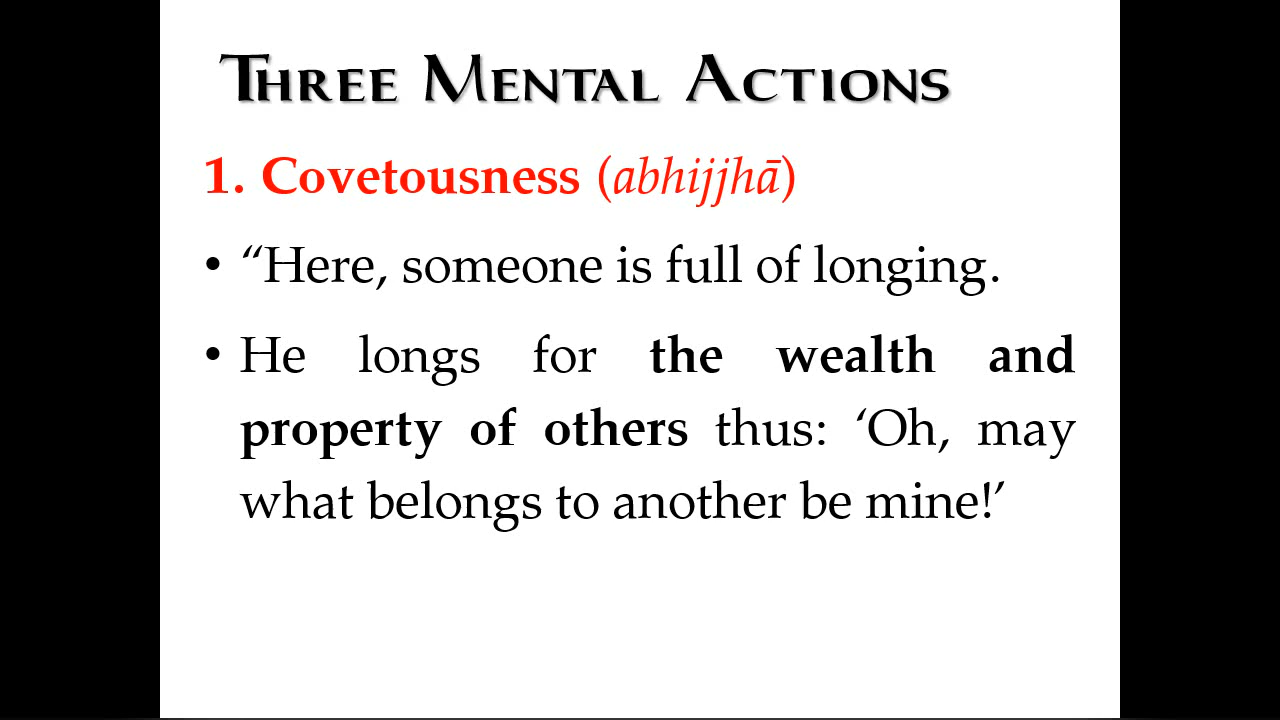 Three Mental Actions
1. Covetousness (abhijjhā)
• “Here, someone is full of longing.
• He longs for the wealth and
property of others thus: ‘Oh, may
what belongs to another be mine!’